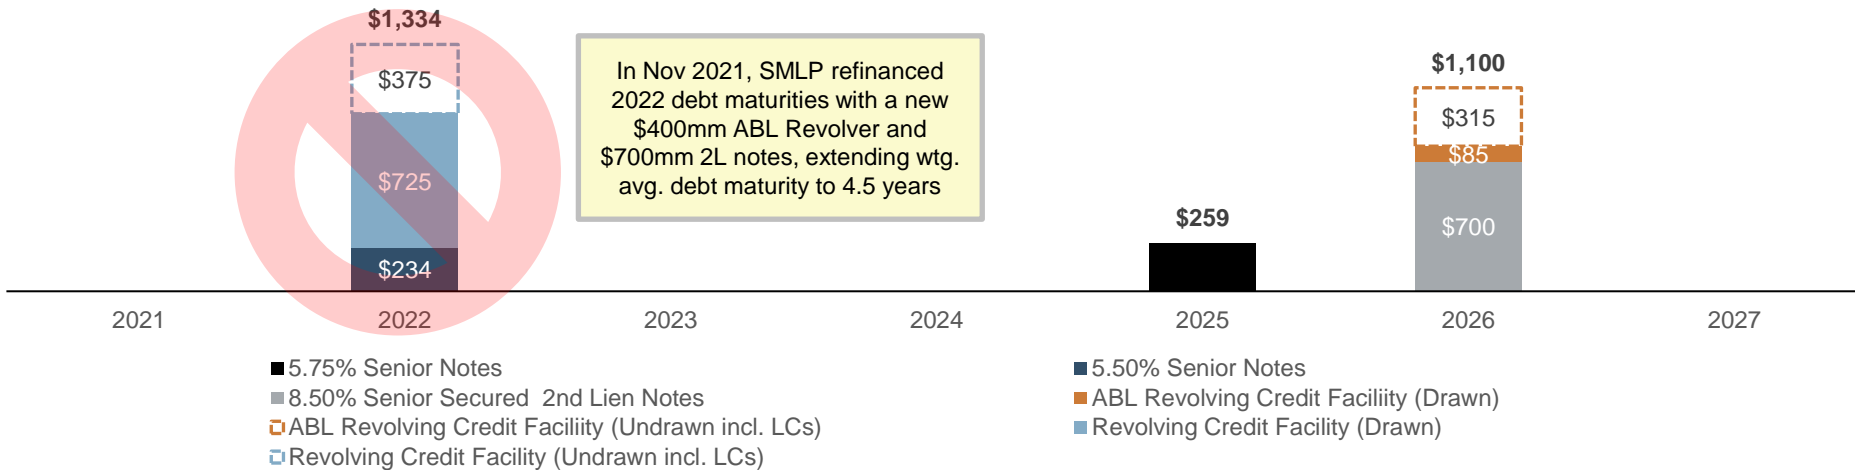 $1,334
$375
$725
$234
In Nov 2021, SMLP refinanced
2022 debt maturities with a new
$400mm ABL Revolver and
$700mm 2L notes, extending wtg.
avg. debt maturity to 4.5 years
$259
$1,100
$315
$85
$700
2021 2022 2023 2024 2025 2026 2027
5.75% Senior Notes
5.50% Senior Notes
8.50% Senior Secured 2nd Lien Notes
ABL Revolving Credit Faciliity (Drawn)
ABL Revolving Credit Faciliity (Undrawn incl. LCs)
Revolving Credit Facility (Drawn)
Revolving Credit Facility (Undrawn incl. LCs)